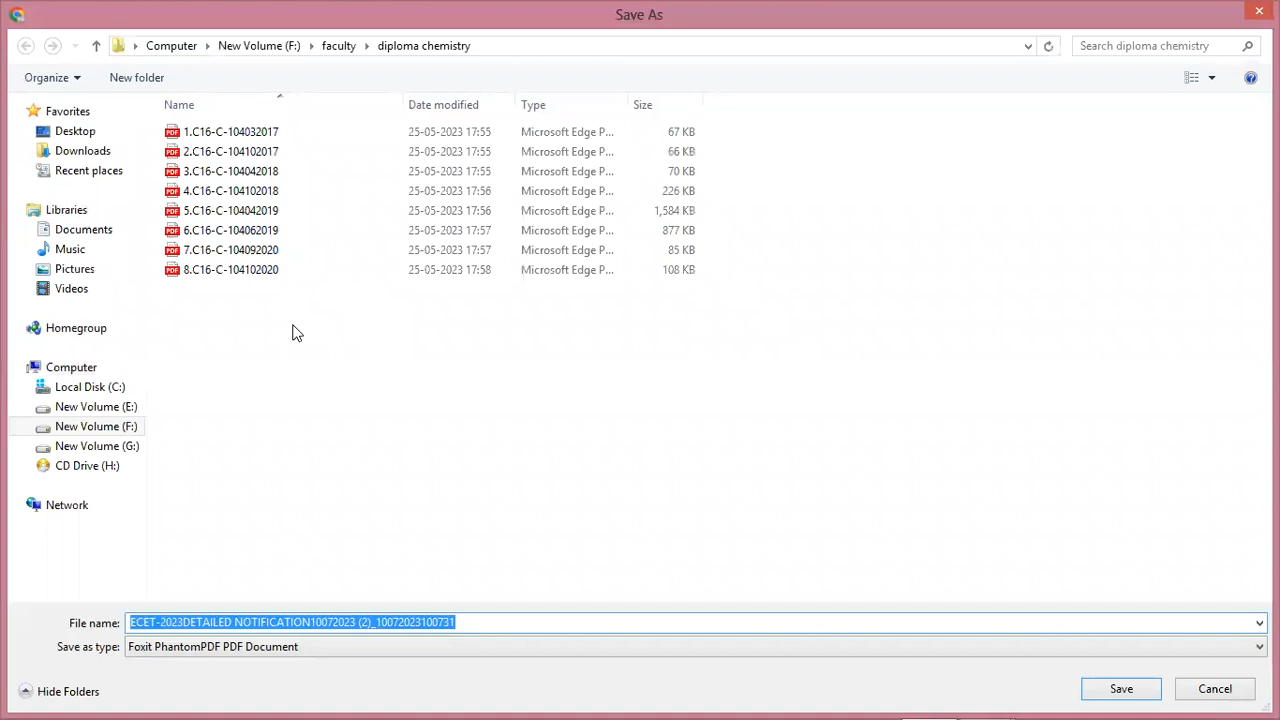 Save As
Computer New Volume (F:) faculty diploma chemistry
Search diploma chemistry
Organize New folder
Name Date modified Type Size
Favorites
Desktop
Downloads
Recent places
Libraries
Documents
Music
Pictures
Videos
Homegroup
Computer
Local Disk (C:)
New Volume (E:)
New Volume (F:)
New Volume (G:)
CD Drive (H:)
Network
1.C16-C-104032017 25-05-2023 17:55 Microsoft Edge P... 67 KB
2.C16-C-104102017 25-05-2023 17:55 Microsoft Edge P... 66 KB
3.C16-C-104042018 25-05-2023 17:55 Microsoft Edge P... 70 KB
4.C16-C-104102018 25-05-2023 17:56 Microsoft Edge P... 226 KB
5.C16-C-104042019 25-05-2023 17:56 Microsoft Edge P... 1,584 KB
6.C16-C-104062019 25-05-2023 17:57 Microsoft Edge P... 877 KB
7.C16-C-104092020 25-05-2023 17:57 Microsoft Edge P... 85 KB
8.C16-C-104102020 25-05-2023 17:58 Microsoft Edge P... 108 KB
File name: ECET-2023DETAILED NOTIFICATION10072023 (2)_10072023100731
Save as type: Foxit PhantomPDF PDF Document
Hide Folders
Save Cancel